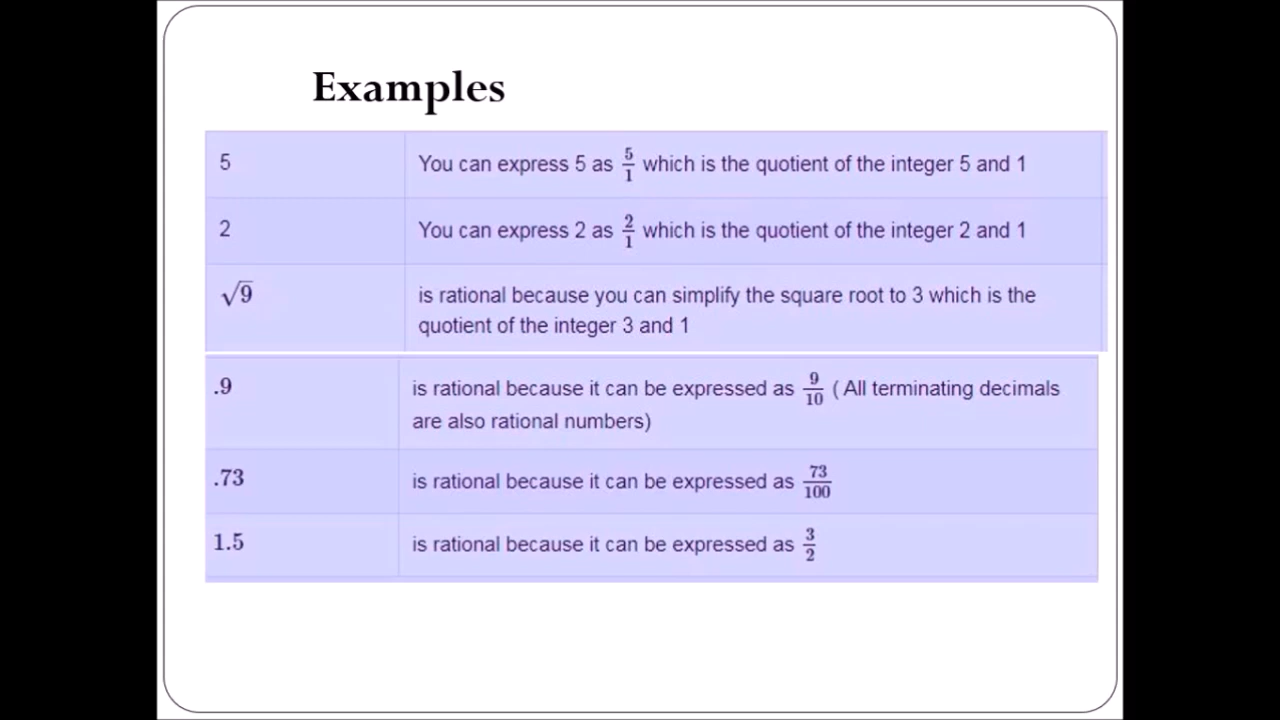 Examples
5 You can express 5 as 5/1 which is the quotient of the integer 5 and 1
2 You can express 2 as 2/1 which is the quotient of the integer 2 and 1
√9 is rational because you can simplify the square root to 3 which is the
quotient of the integer 3 and 1
.9 is rational because it can be expressed as 9/10 ( All terminating decimals
are also rational numbers)
.73 is rational because it can be expressed as 73/100
1.5 is rational because it can be expressed as 3/2